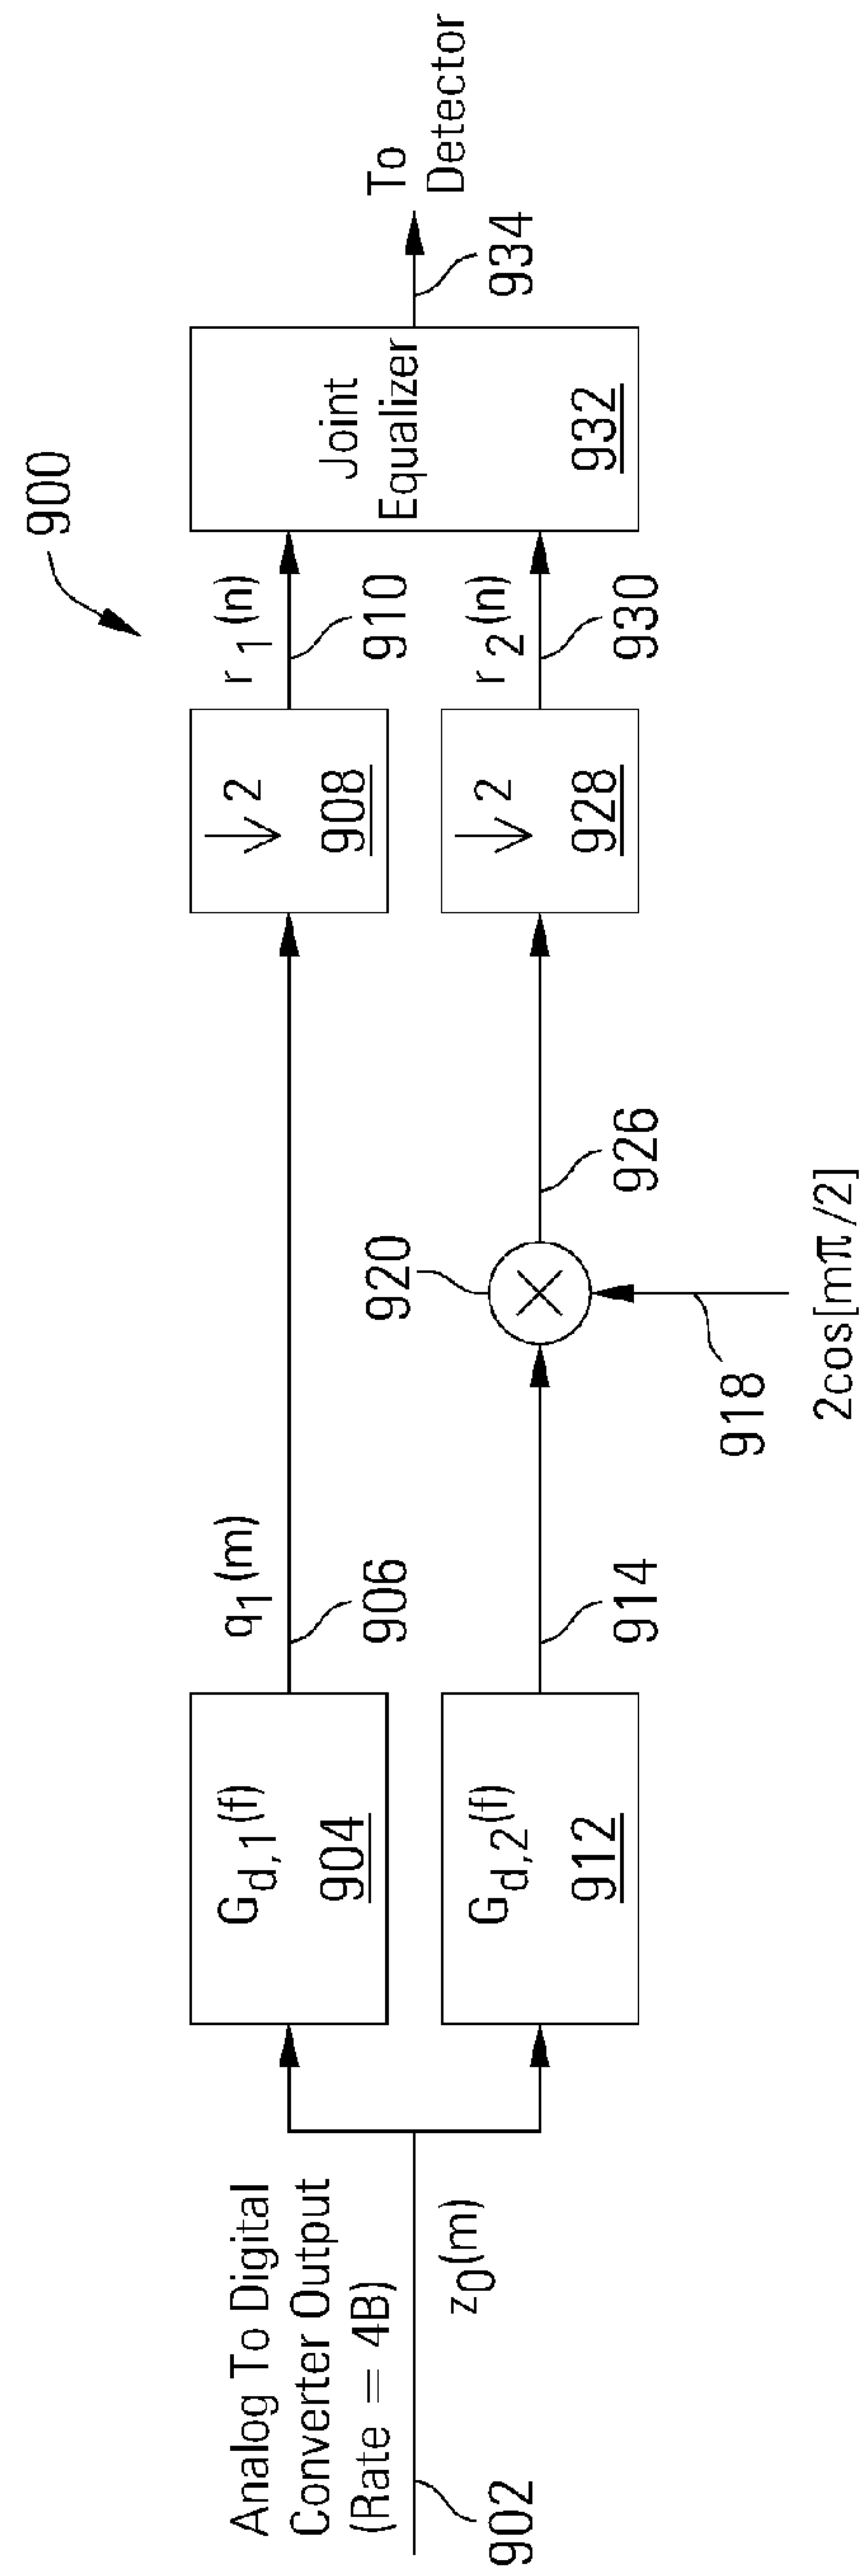 900
Analog To Digital
Converter Output
(Rate = 4B)
902
z0(m)
Gd,1(f)
904
q1(m)
906
↓ 2
908
r1(n)
910
Gd,2(f)
912
914
920
918
2cos[mπ/2]
926
↓ 2
928
r2(n)
930
Joint
Equalizer
932
934
To
Detector